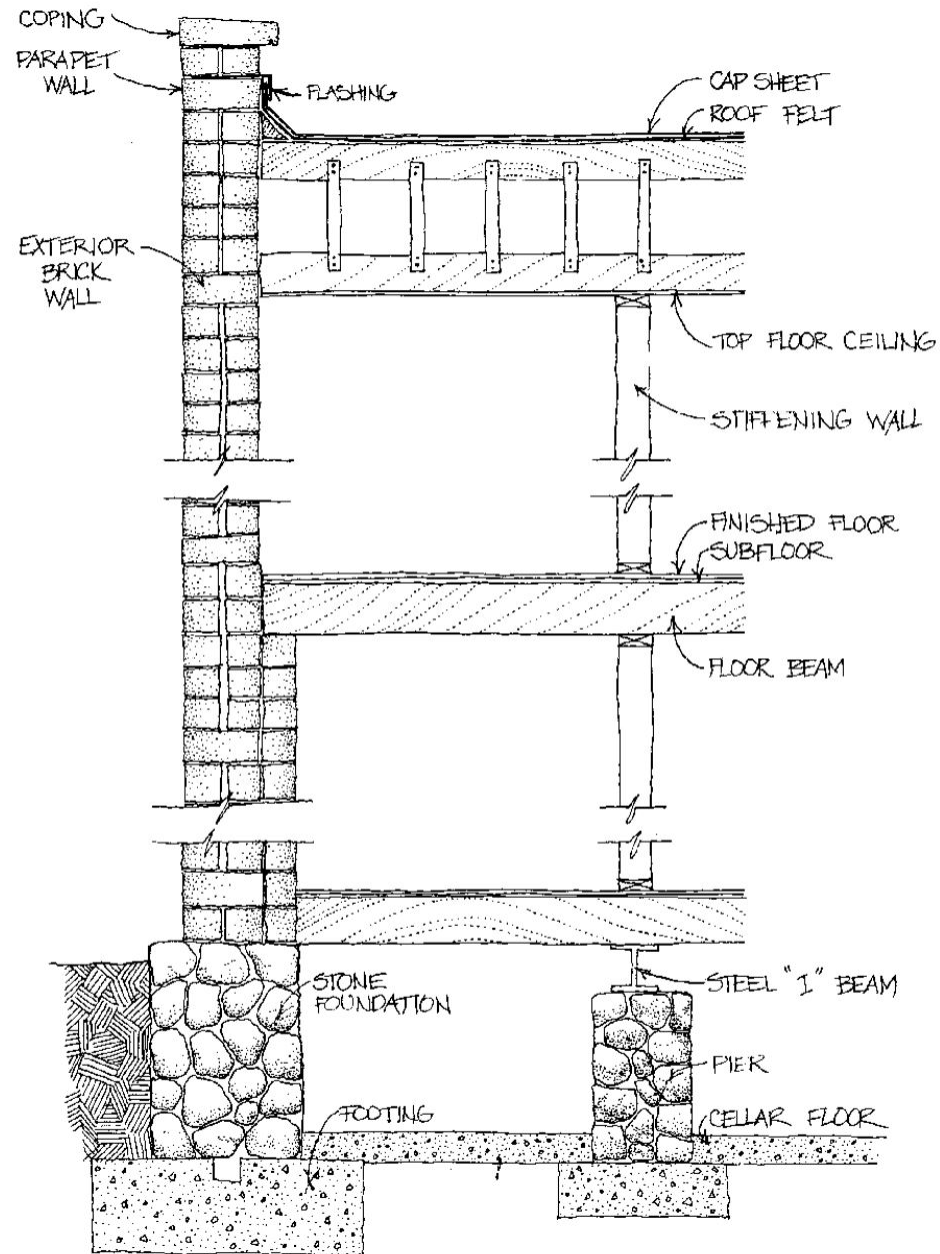 COPING
PARAPET
WALL
FLASHING
CAP SHEET
ROOF FELT
EXTERIOR
BRICK
WALL
TOP FLOOR CEILING
STIFFENING WALL
FINISHED FLOOR
SUBFLOOR
FLOOR BEAM
STONE
FOUNDATION
STEEL "I" BEAM
PIER
FOOTING
CELLAR FLOOR